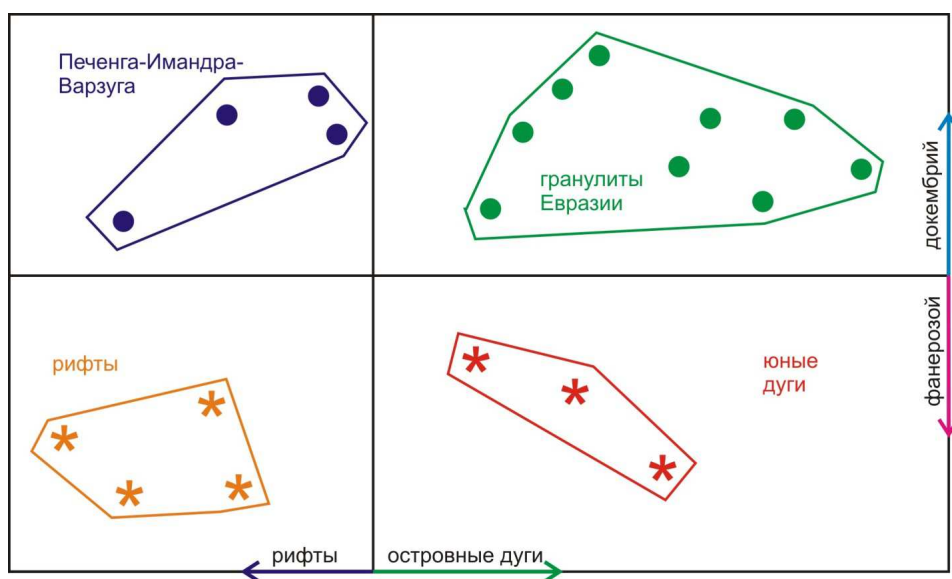 Печенга-Имандра-
Варзуга
гранулиты
Евразии
докембрий
рифты
юные
дуги
фанерозой
рифты
островные дуги